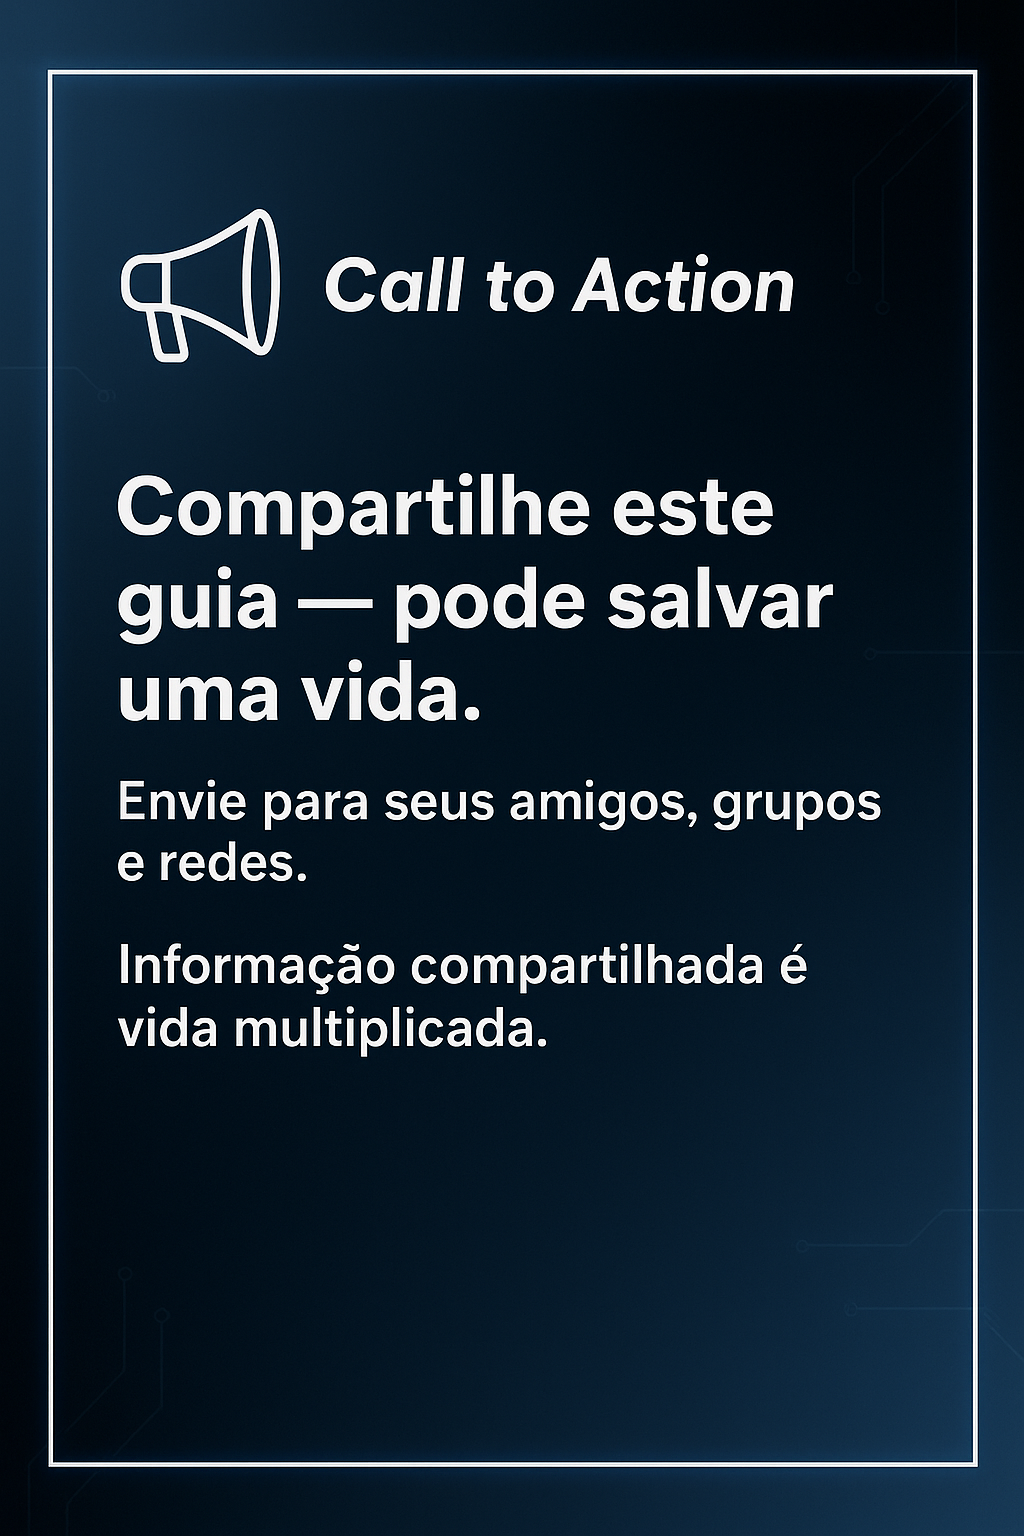 Call to Action
Compartilhe este
guia — pode salvar
uma vida.
Envie para seus amigos, grupos
e redes.
Informação compartilhada é
vida multiplicada.